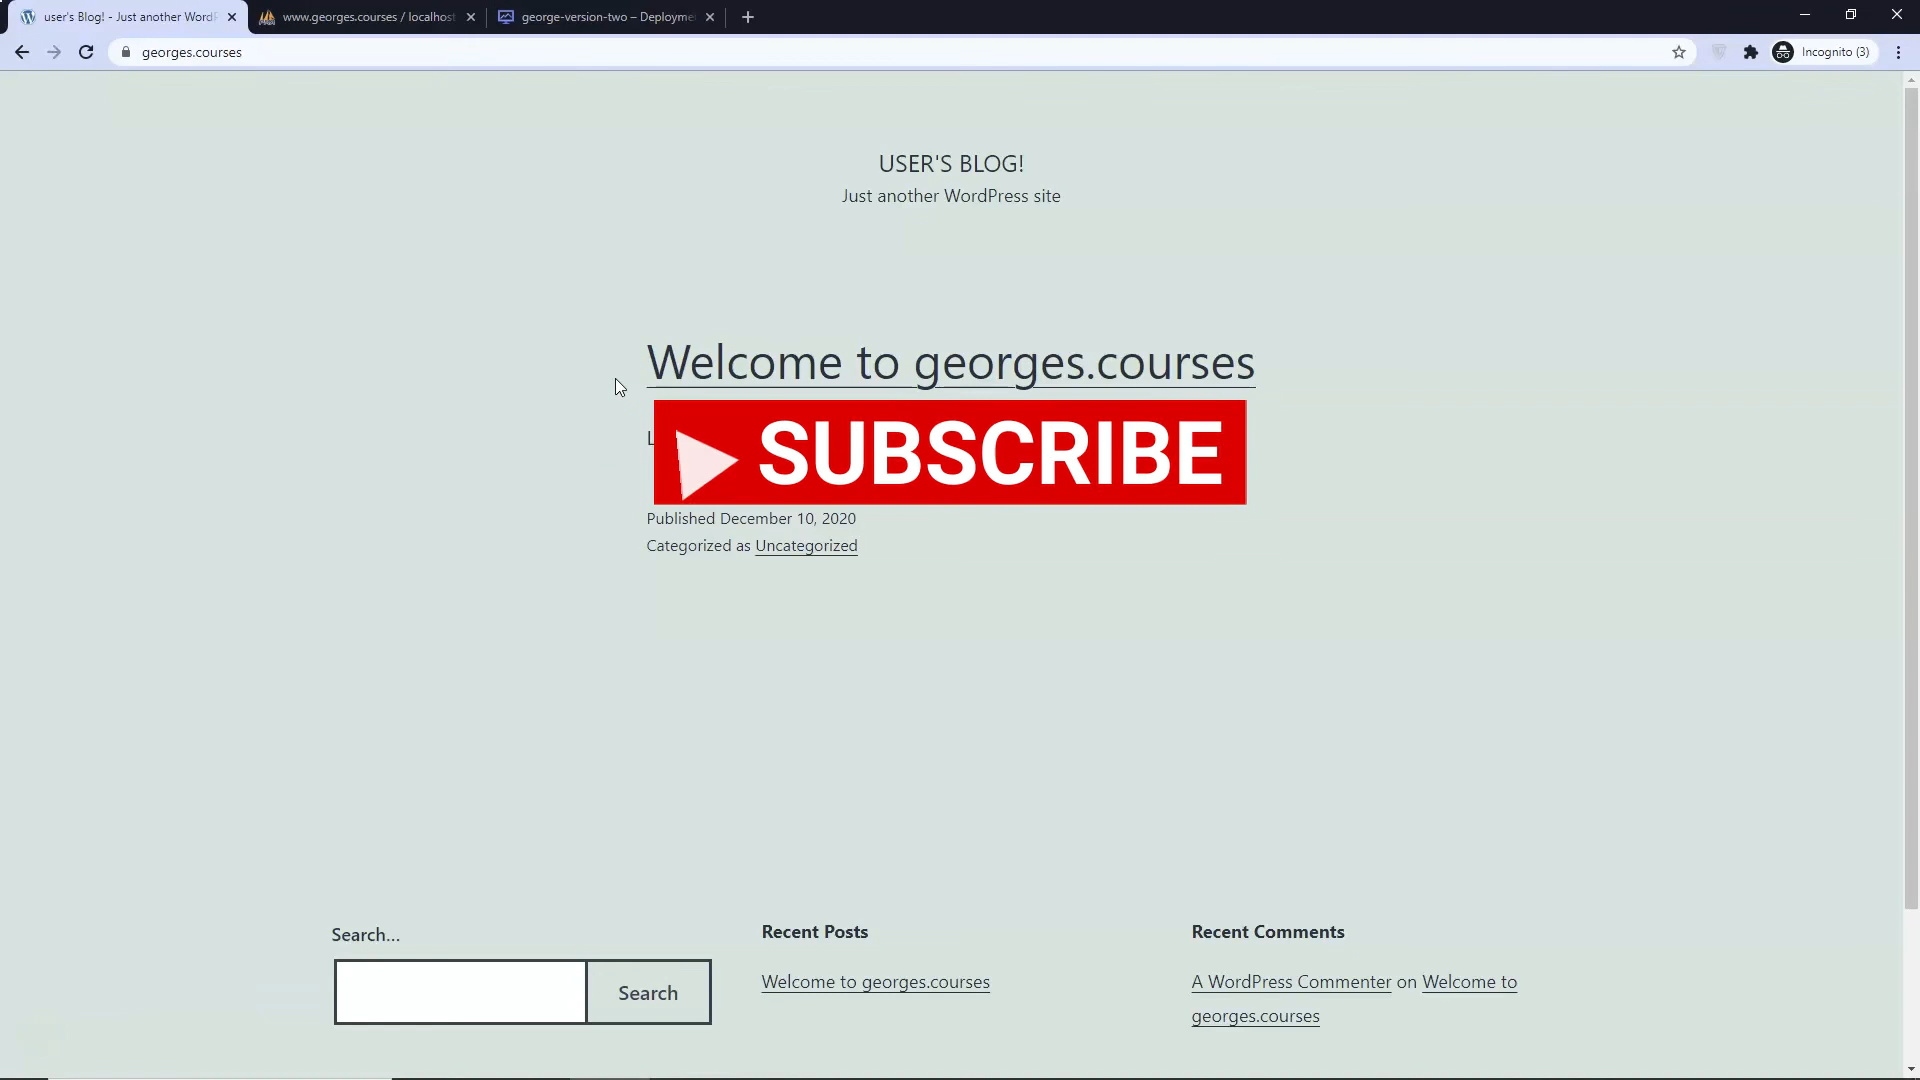 user's Blog! - Just another Word
www.georges.courses / localhost
george-version-two – Deployme
georges.courses
Incognito (3)
USER'S BLOG!
Just another WordPress site
Welcome to georges.courses
L
SUBSCRIBE
Published December 10, 2020
Categorized as Uncategorized
Search…
Search
Recent Posts
Welcome to georges.courses
Recent Comments
A WordPress Commenter on Welcome to
georges.courses